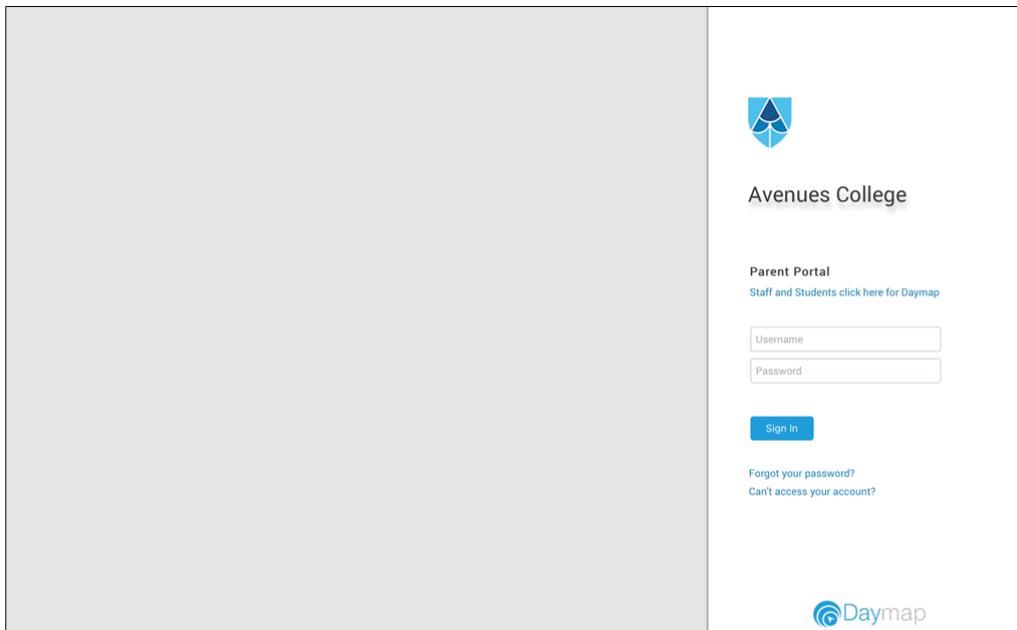 Avenues College
Parent Portal
Staff and Students click here for Daymap
Username
Password
Sign In
Forgot your password?
Can't access your account?
Daymap